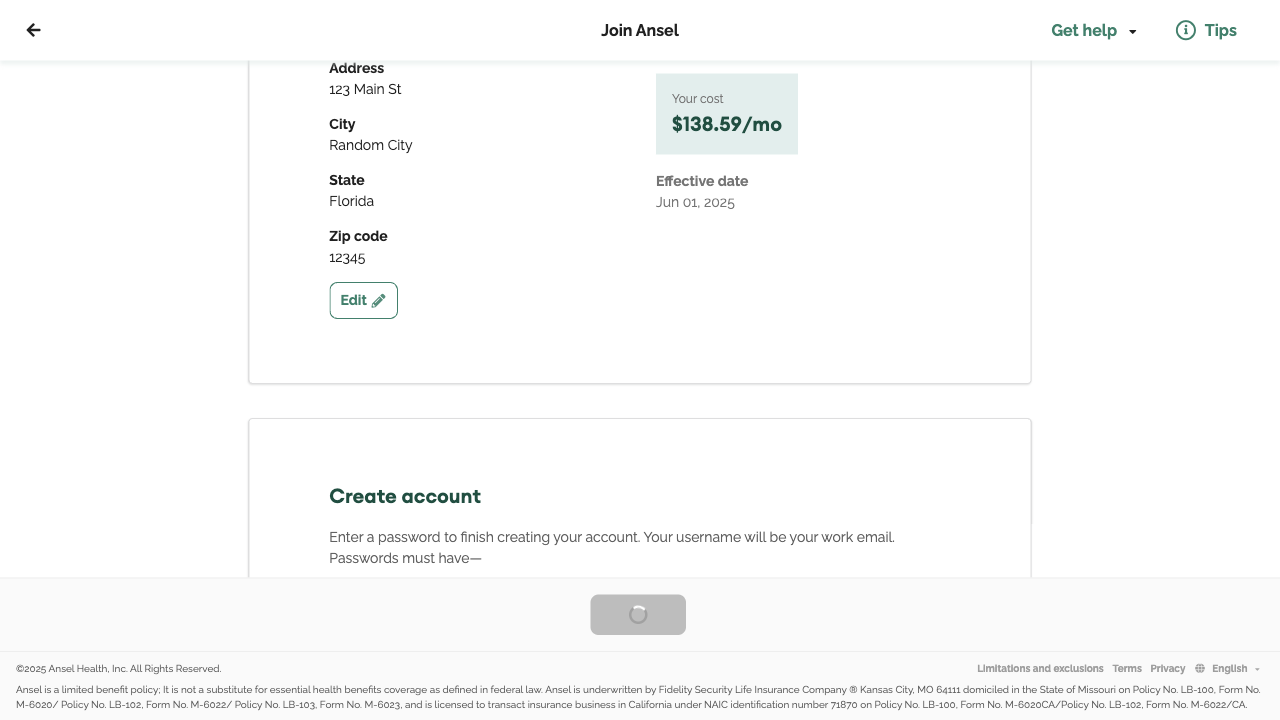 Join Ansel
Get help
Tips
Address
123 Main St
City
Random City
State
Florida
Zip code
12345
Edit
Your cost
$138.59/mo
Effective date
Jun 01, 2025
Create account
Enter a password to finish creating your account. Your username will be your work email.
Passwords must have—
©2025 Ansel Health, Inc. All Rights Reserved.
Limitations and exclusions Terms Privacy English
Ansel is a limited benefit policy; It is not a substitute for essential health benefits coverage as defined in federal law. Ansel is underwritten by Fidelity Security Life Insurance Company ® Kansas City, MO 64111 domiciled in the State of Missouri on Policy No. LB-100, Form No.
M-6020/ Policy No. LB-102, Form No. M-6022/ Policy No. LB-103, Form No. M-6023, and is licensed to transact insurance business in California under NAIC identification number 71870 on Policy No. LB-100, Form No. M-6020CA/Policy No. LB-102, Form No. M-6022/CA.